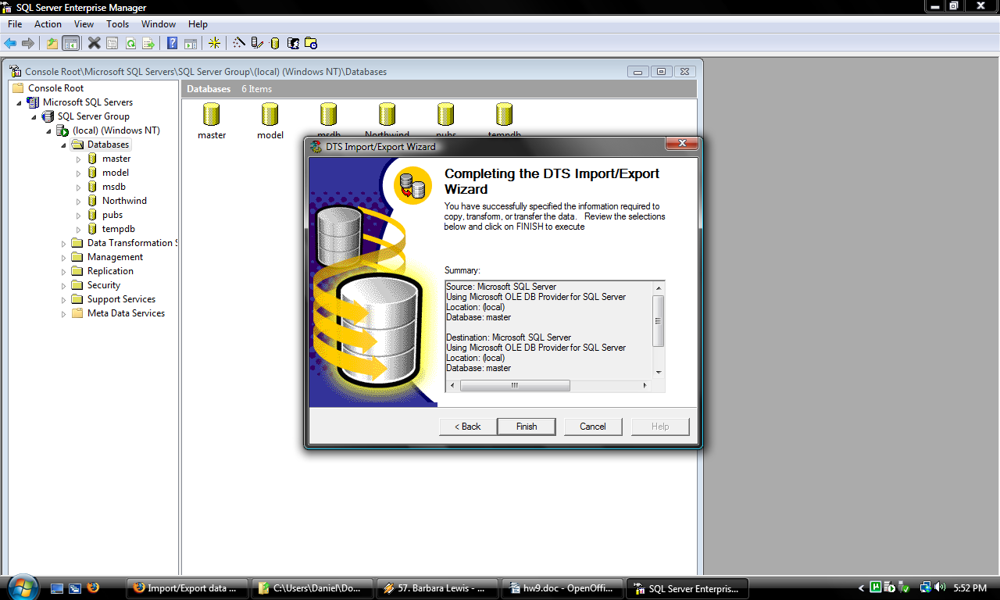 SQL Server Enterprise Manager
File Action View Tools Window Help
Console Root\Microsoft SQL Servers\SQL Server Group\(local) (Windows NT)\Databases
Console Root
Microsoft SQL Servers
SQL Server Group
(local) (Windows NT)
Databases
master
model
msdb
Northwind
pubs
tempdb
Data Transformation S
Management
Replication
Security
Support Services
Meta Data Services
Databases 6 Items
master model msdb Northwind pubs tempdb
DTS Import/Export Wizard
Completing the DTS Import/Export
Wizard
You have successfully specified the information required to
copy, transform, or transfer the data. Review the selections
below and click on FINISH to execute
Summary:
Source: Microsoft SQL Server
Using Microsoft OLE DB Provider for SQL Server
Location: (local)
Database: master
Destination: Microsoft SQL Server
Using Microsoft OLE DB Provider for SQL Server
Location: (local)
Database: master
< Back Finish Cancel Help
Import/Export data ... C:\Users\Daniel\Do... 57. Barbara Lewis - ... hw9.doc - OpenOffi... SQL Server Enterpris... 5:52 PM